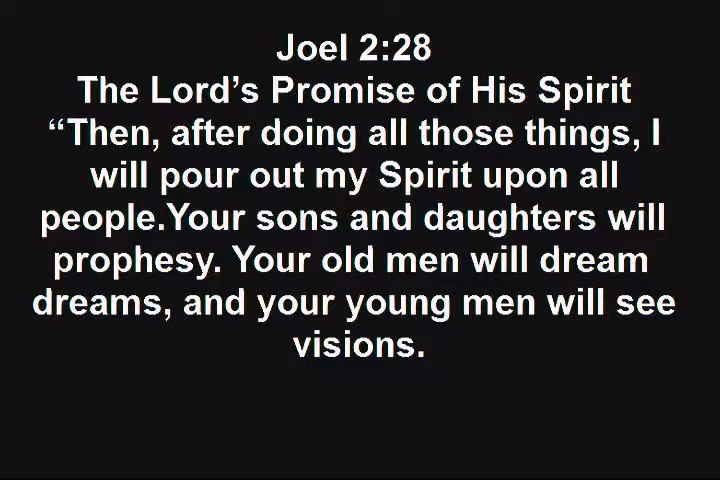 Joel 2:28
The Lord’s Promise of His Spirit
“Then, after doing all those things, I
will pour out my Spirit upon all
people.Your sons and daughters will
prophesy. Your old men will dream
dreams, and your young men will see
visions.